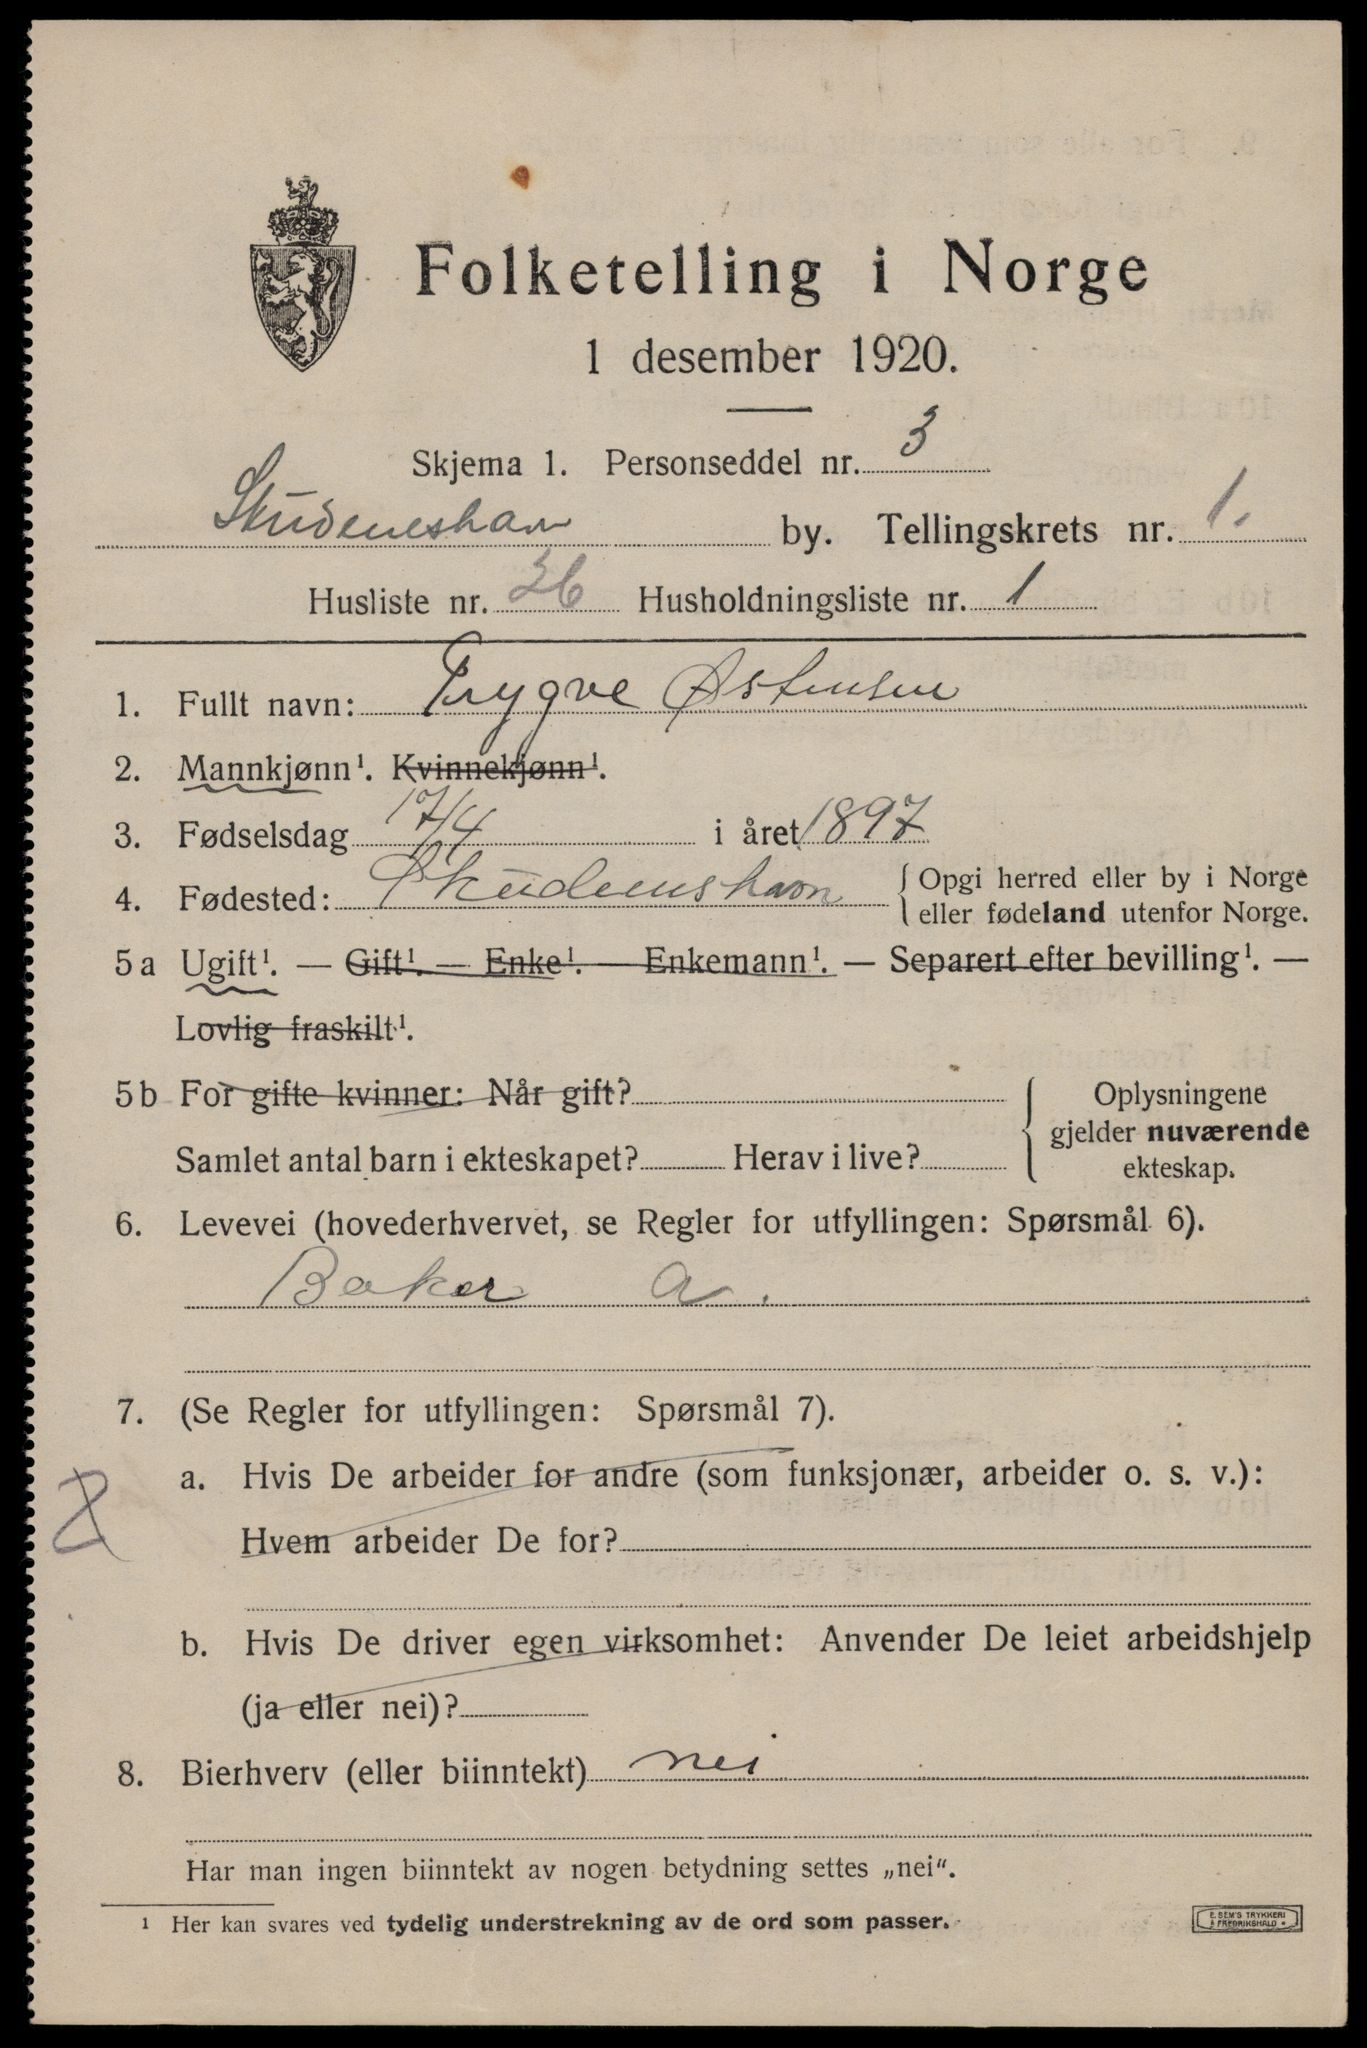 Folketelling i Norge
1 desember 1920.
Skjema 1. Personseddel nr. 3
Skudeneshavn by. Tellingskrets nr. 1.
Husliste nr. 36 Husholdningsliste nr. 1
1. Fullt navn: Trygve Østensen
2. Mannkjønn¹. Kvinnekjønn¹.
3. Fødselsdag 17/4 i året 1897
4. Fødested: Skudeneshavn { Opgi herred eller by i Norge
eller fødeland utenfor Norge.
5 a Ugift¹. — Gift¹. — Enke¹. — Enkemann¹. — Separert efter bevilling¹. —
Lovlig fraskilt¹.
5 b For gifte kvinner: Når gift? { Oplysningene
gjelder nuværende
Samlet antal barn i ekteskapet? Herav i live? ekteskap.
6. Levevei (hovederhvervet, se Regler for utfyllingen: Spørsmål 6).
Baker a.
7. (Se Regler for utfyllingen: Spørsmål 7).
a. Hvis De arbeider for andre (som funksjonær, arbeider o. s. v.):
Hvem arbeider De for?
b. Hvis De driver egen virksomhet: Anvender De leiet arbeidshjelp
(ja eller nei)?
8. Bierhverv (eller biinntekt) nei
Har man ingen biinntekt av nogen betydning settes „nei“.
¹ Her kan svares ved tydelig understrekning av de ord som passer.
E. SEM'S TRYKKERI
FREDRIKSHALD